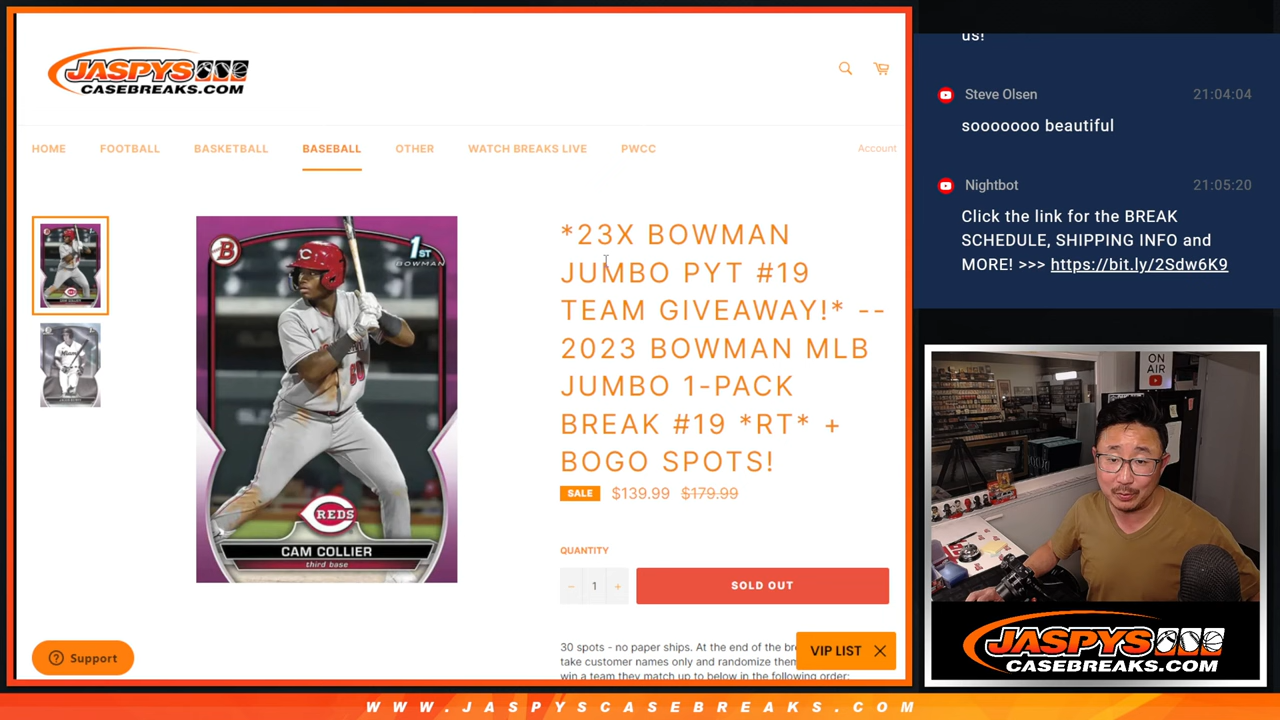 JASPYS
CASEBREAKS.COM
HOME
FOOTBALL
BASKETBALL
BASEBALL
OTHER
WATCH BREAKS LIVE
PWCC
Account
B
1ST
BOWMAN
REDS
CAM COLLIER
third base
*23X BOWMAN
JUMBO PYT #19
TEAM GIVEAWAY!* --
2023 BOWMAN MLB
JUMBO 1-PACK
BREAK #19 *RT* +
BOGO SPOTS!
SALE $139.99 $179.99
QUANTITY
− 1 +
SOLD OUT
30 spots - no paper ships. At the end of the
take customer names only and randomize
win a team they match up to below in the following order:
Support
VIP LIST
us!
Steve Olsen 21:04:04
sooooooo beautiful
Nightbot 21:05:20
Click the link for the BREAK
SCHEDULE, SHIPPING INFO and
MORE! >>> https://bit.ly/2Sdw6K9
ON
AIR
JASPYS
CASEBREAKS.COM
WWW.JASPYSCASEBREAKS.COM